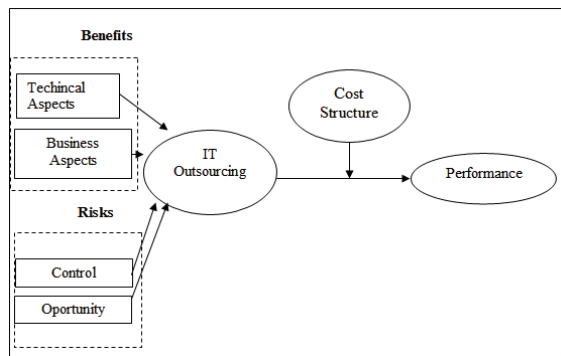 Benefits
Techincal
Aspects
Business
Aspects
Cost
Structure
IT
Outsourcing
Performance
Risks
Control
Oportunity